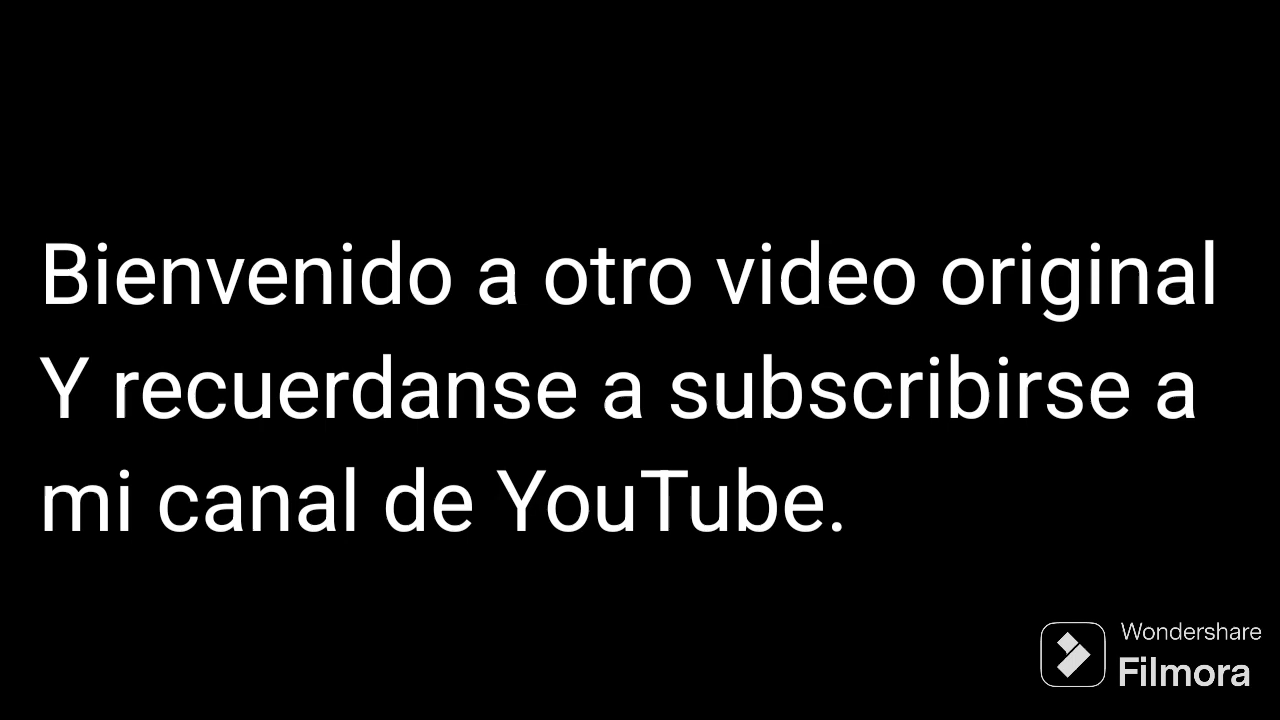 Bienvenido a otro video original
Y recuerdanse a subscribirse a
mi canal de YouTube.
Wondershare
Filmora